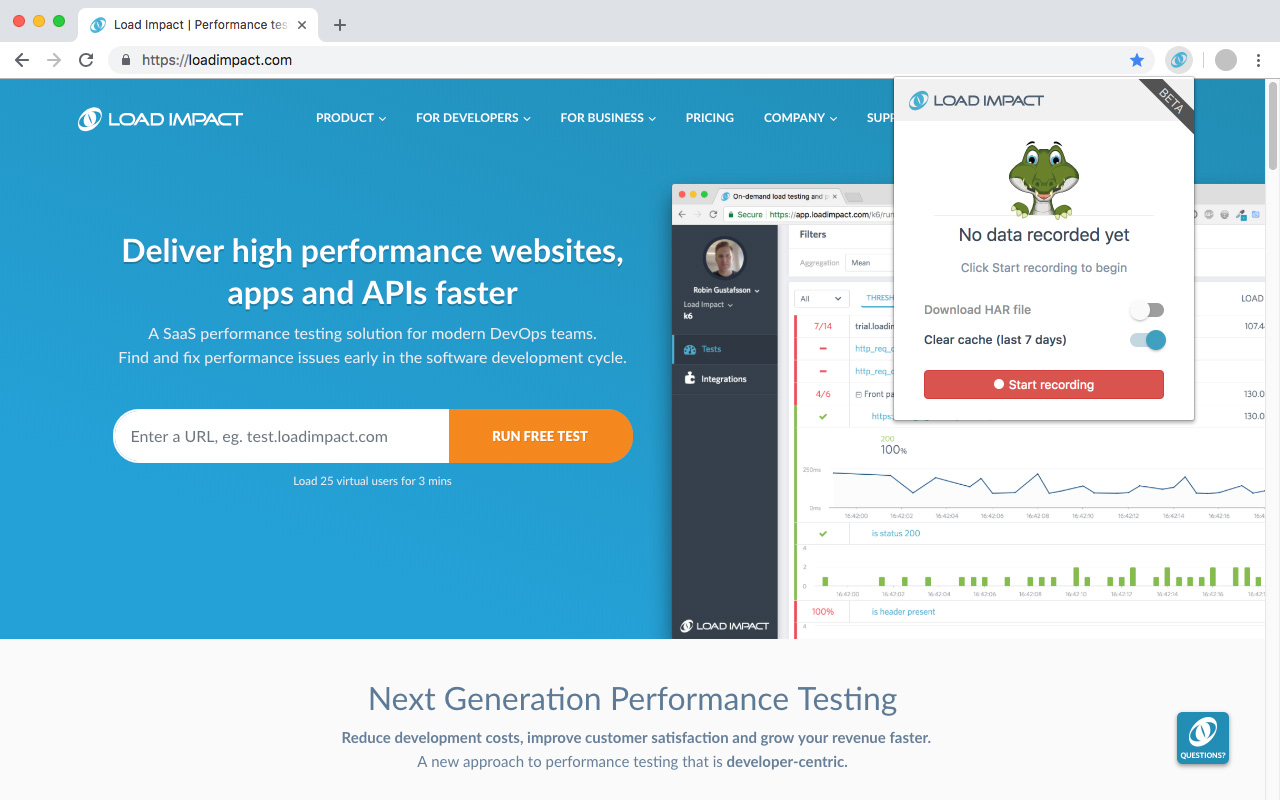 Load Impact | Performance tes
https://loadimpact.com
LOAD IMPACT
PRODUCT
FOR DEVELOPERS
FOR BUSINESS
PRICING
COMPANY
SUPP
LOAD IMPACT
BETA
No data recorded yet
Click Start recording to begin
Download HAR file
Clear cache (last 7 days)
Start recording
Deliver high performance websites,
apps and APIs faster
A SaaS performance testing solution for modern DevOps teams.
Find and fix performance issues early in the software development cycle.
Enter a URL, eg. test.loadimpact.com
RUN FREE TEST
Load 25 virtual users for 3 mins
On-demand load testing and p
Secure
https://app.loadimpact.com/k6/run
Robin Gustafsson
Load Impact
k6
Tests
Integrations
LOAD IMPACT
Filters
Aggregation
Mean
All
THRESH
LOAD
7/14
trial.loadim
107.4
http_req_d
http_req_d
4/6
Front pa
130.0
https:
130.0
200
100%
250ms
0ms
16:42:00 16:42:02 16:42:04 16:42:06 16:42:08 16:42:10 16:42:12 16:42:14 16:42:16
is status 200
4
2
0
16:42:00 16:42:02 16:42:04 16:42:06 16:42:08 16:42:10 16:42:12 16:42:14 16:42:16
100%
is header present
4
Next Generation Performance Testing
Reduce development costs, improve customer satisfaction and grow your revenue faster.
A new approach to performance testing that is developer-centric.
QUESTIONS?